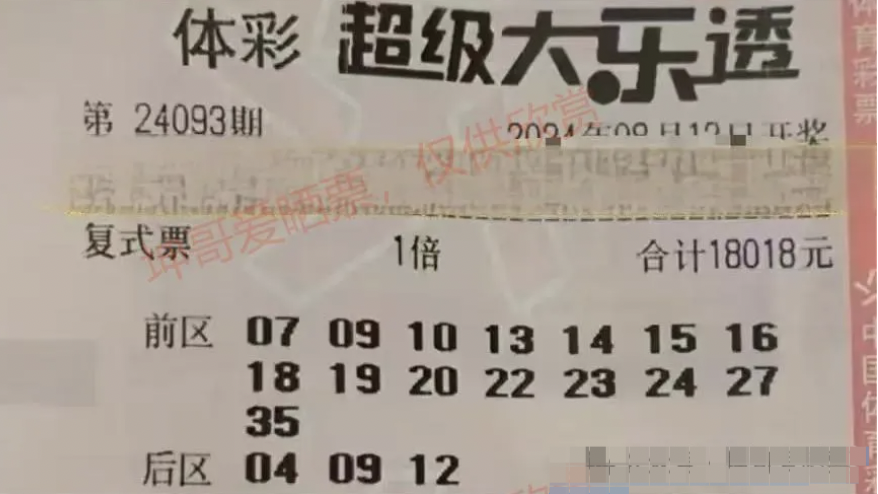 体彩 超级大乐透
第 24093期
2024年08月12日开奖
复式票 1倍 合计18018元
前区 07 09 10 13 14 15 16
18 19 20 22 23 24 27
35
后区 04 09 12
坤哥爱晒票，仅供欣赏
体育彩票
中国体育彩